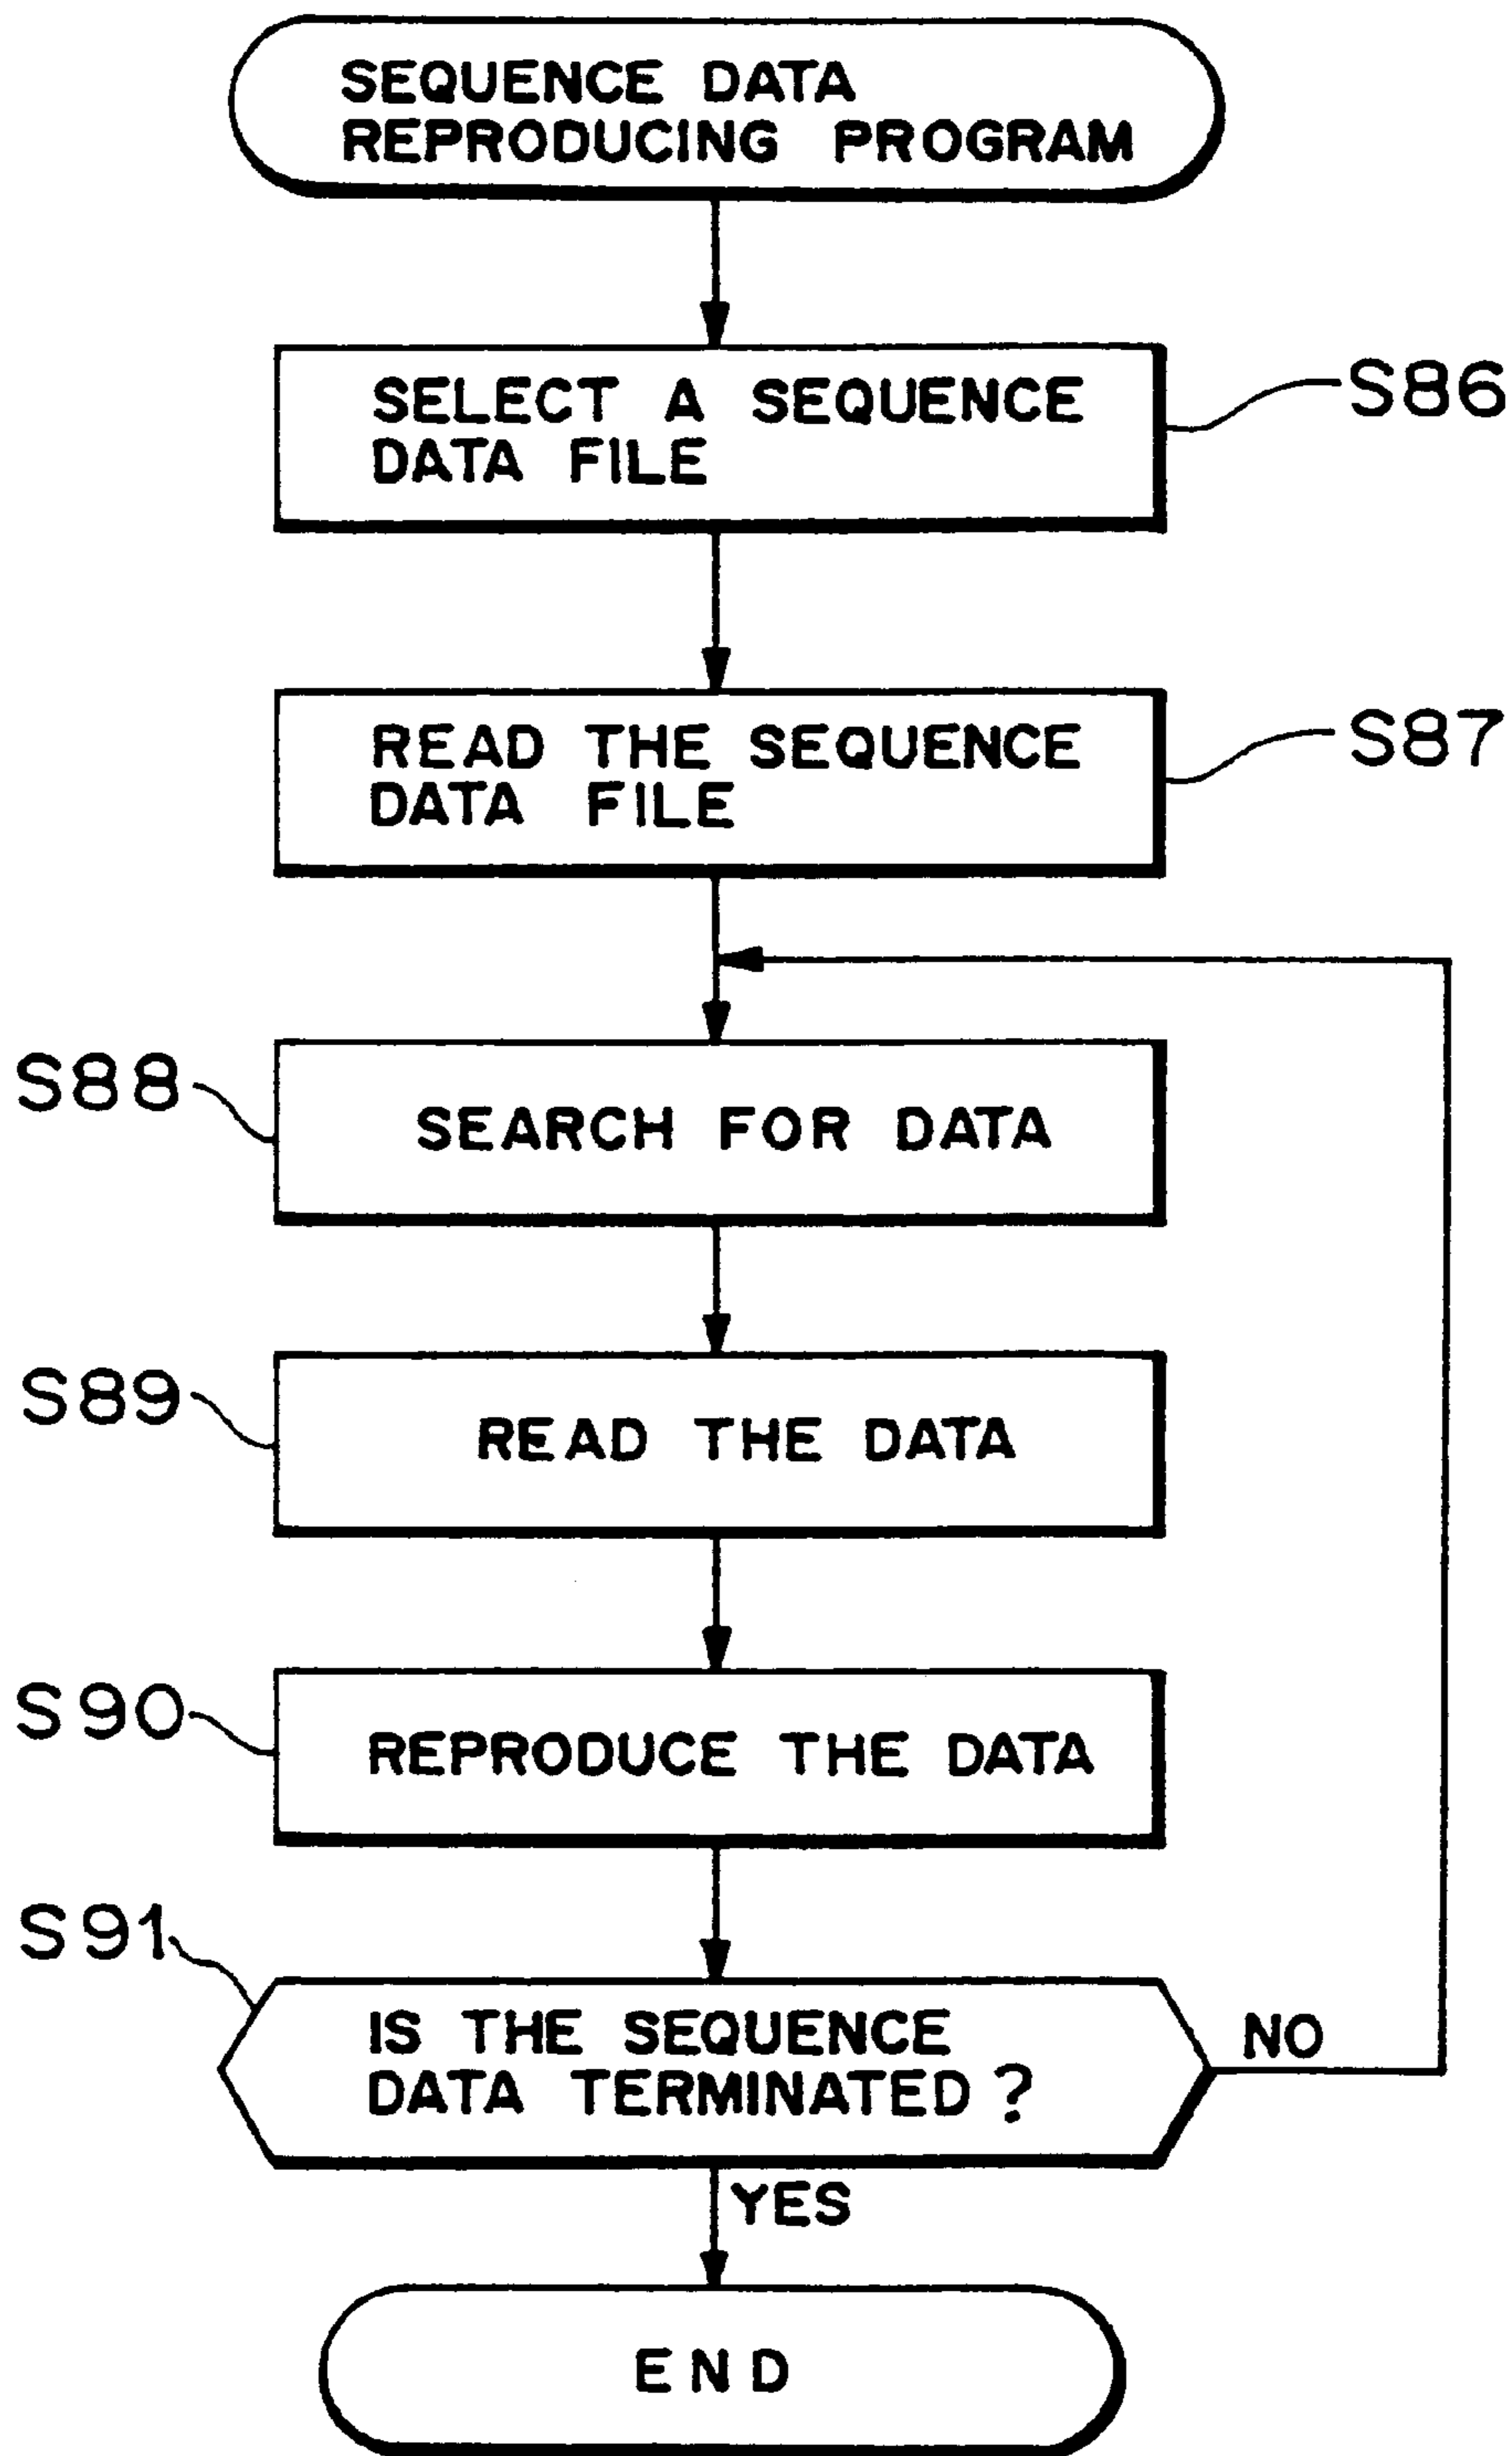 SEQUENCE DATA
REPRODUCING PROGRAM
SELECT A SEQUENCE
DATA FILE
S86
READ THE SEQUENCE
DATA FILE
S87
S88
SEARCH FOR DATA
S89
READ THE DATA
S90
REPRODUCE THE DATA
S91
IS THE SEQUENCE
DATA TERMINATED ?
NO
YES
END